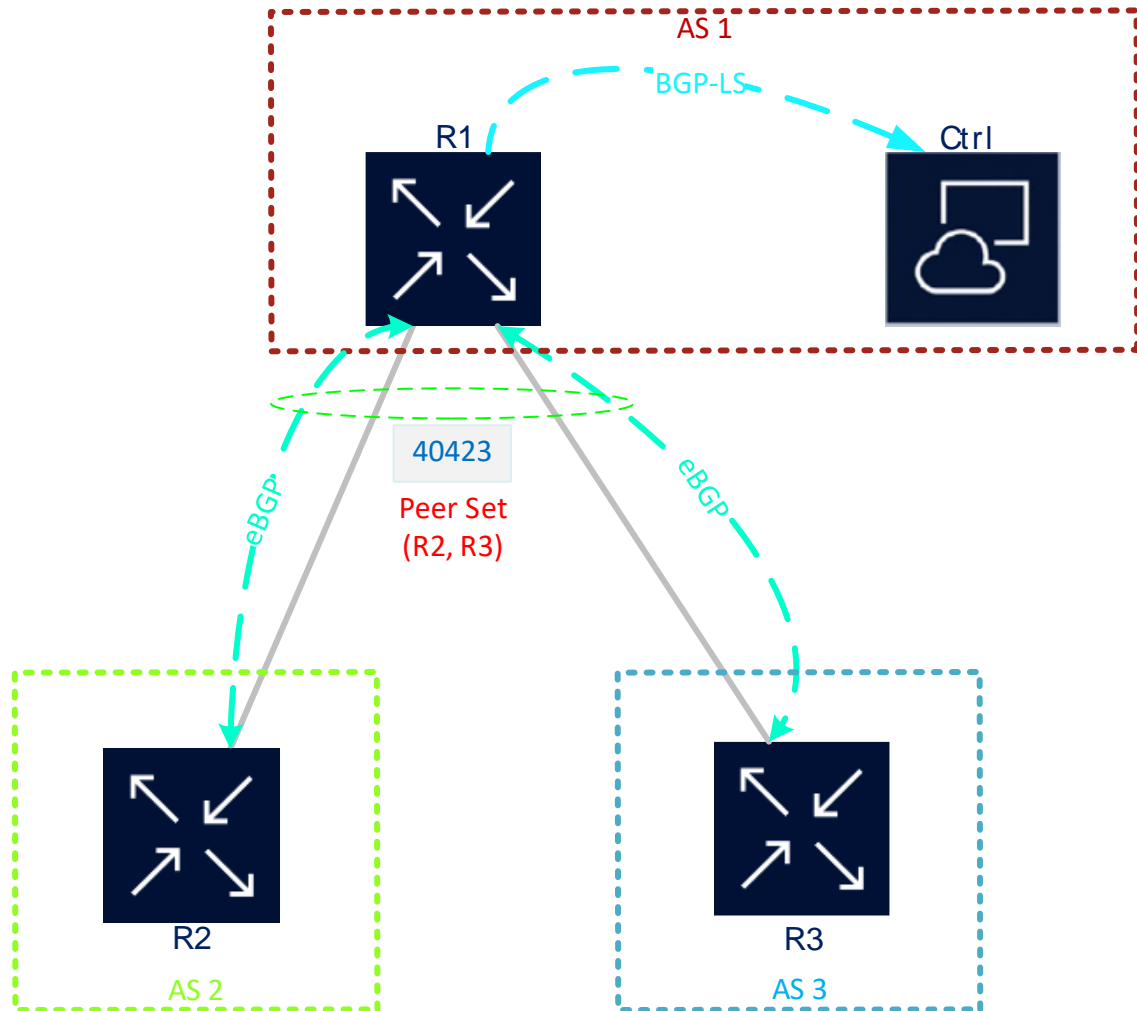 AS 1
BGP-LS
R1
Ctrl
40423
eBGP
eBGP
Peer Set
(R2, R3)
R2
R3
AS 2
AS 3